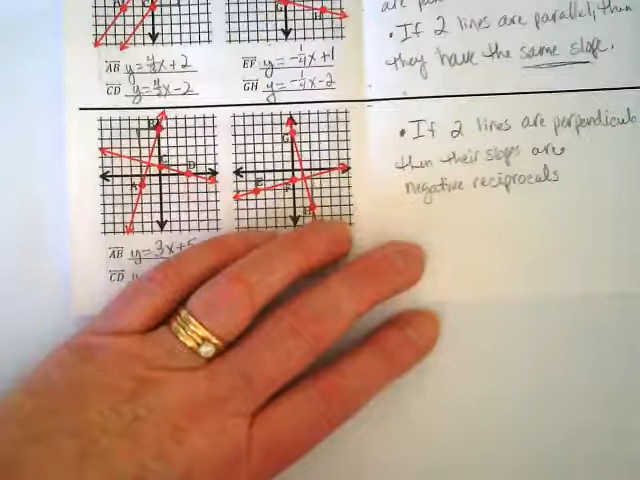 are par
• If 2 lines are parallel, then
they have the same slope.
AB y=4/3x+2
CD y=4/3x-2
EF y=-1/4x+1
GH y=-1/4x-2
B
C
D
A
G
E
F
H
• If 2 lines are perpendicub
then their slops are
negative reciprocals
AB y=3x+5
CD y